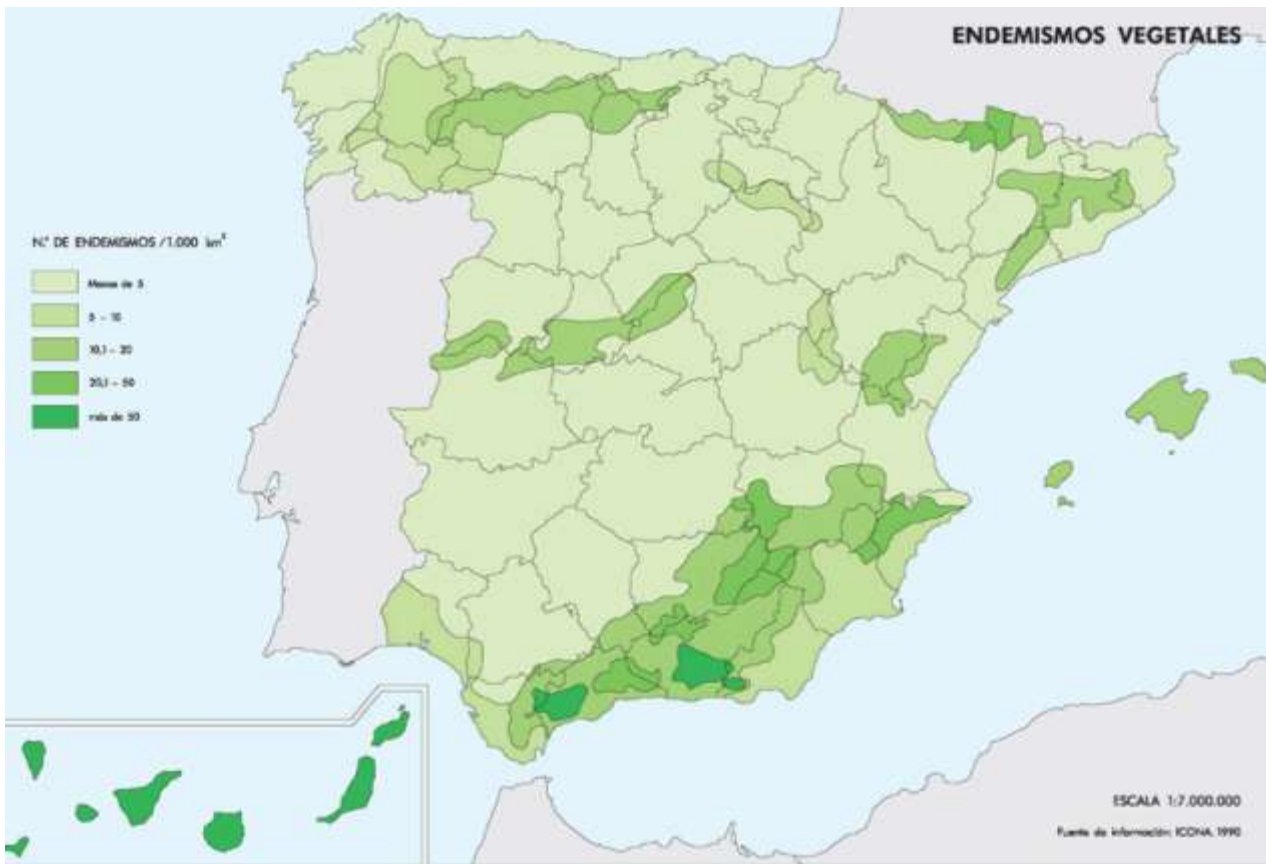 ENDEMISMOS VEGETALES
N.º DE ENDEMISMOS /1.000 km²
Menos de 5
5 - 10
10,1 - 20
20,1 - 50
más de 50
ESCALA 1:7.000.000
Fuente de información: ICONA. 1990